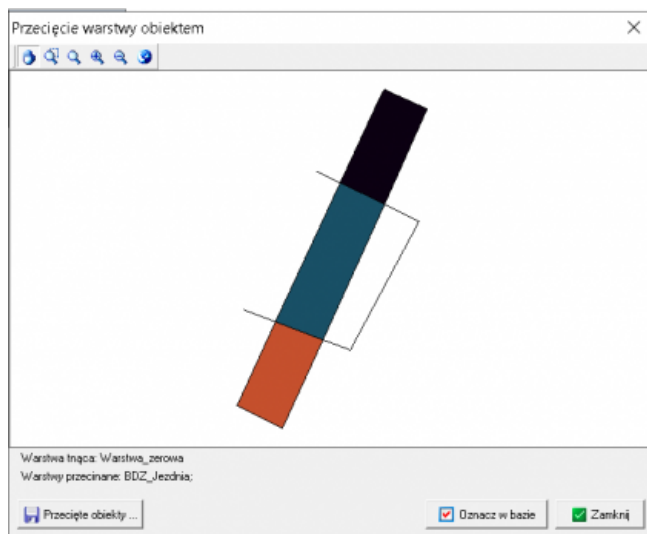 Przecięcie warstwy obiektem
Warstwa tnąca: Warstwa_zerowa
Warstwy przecinane: BDZ_Jezdnia;
Przecięte obiekty ...
Oznacz w bazie
Zamknij